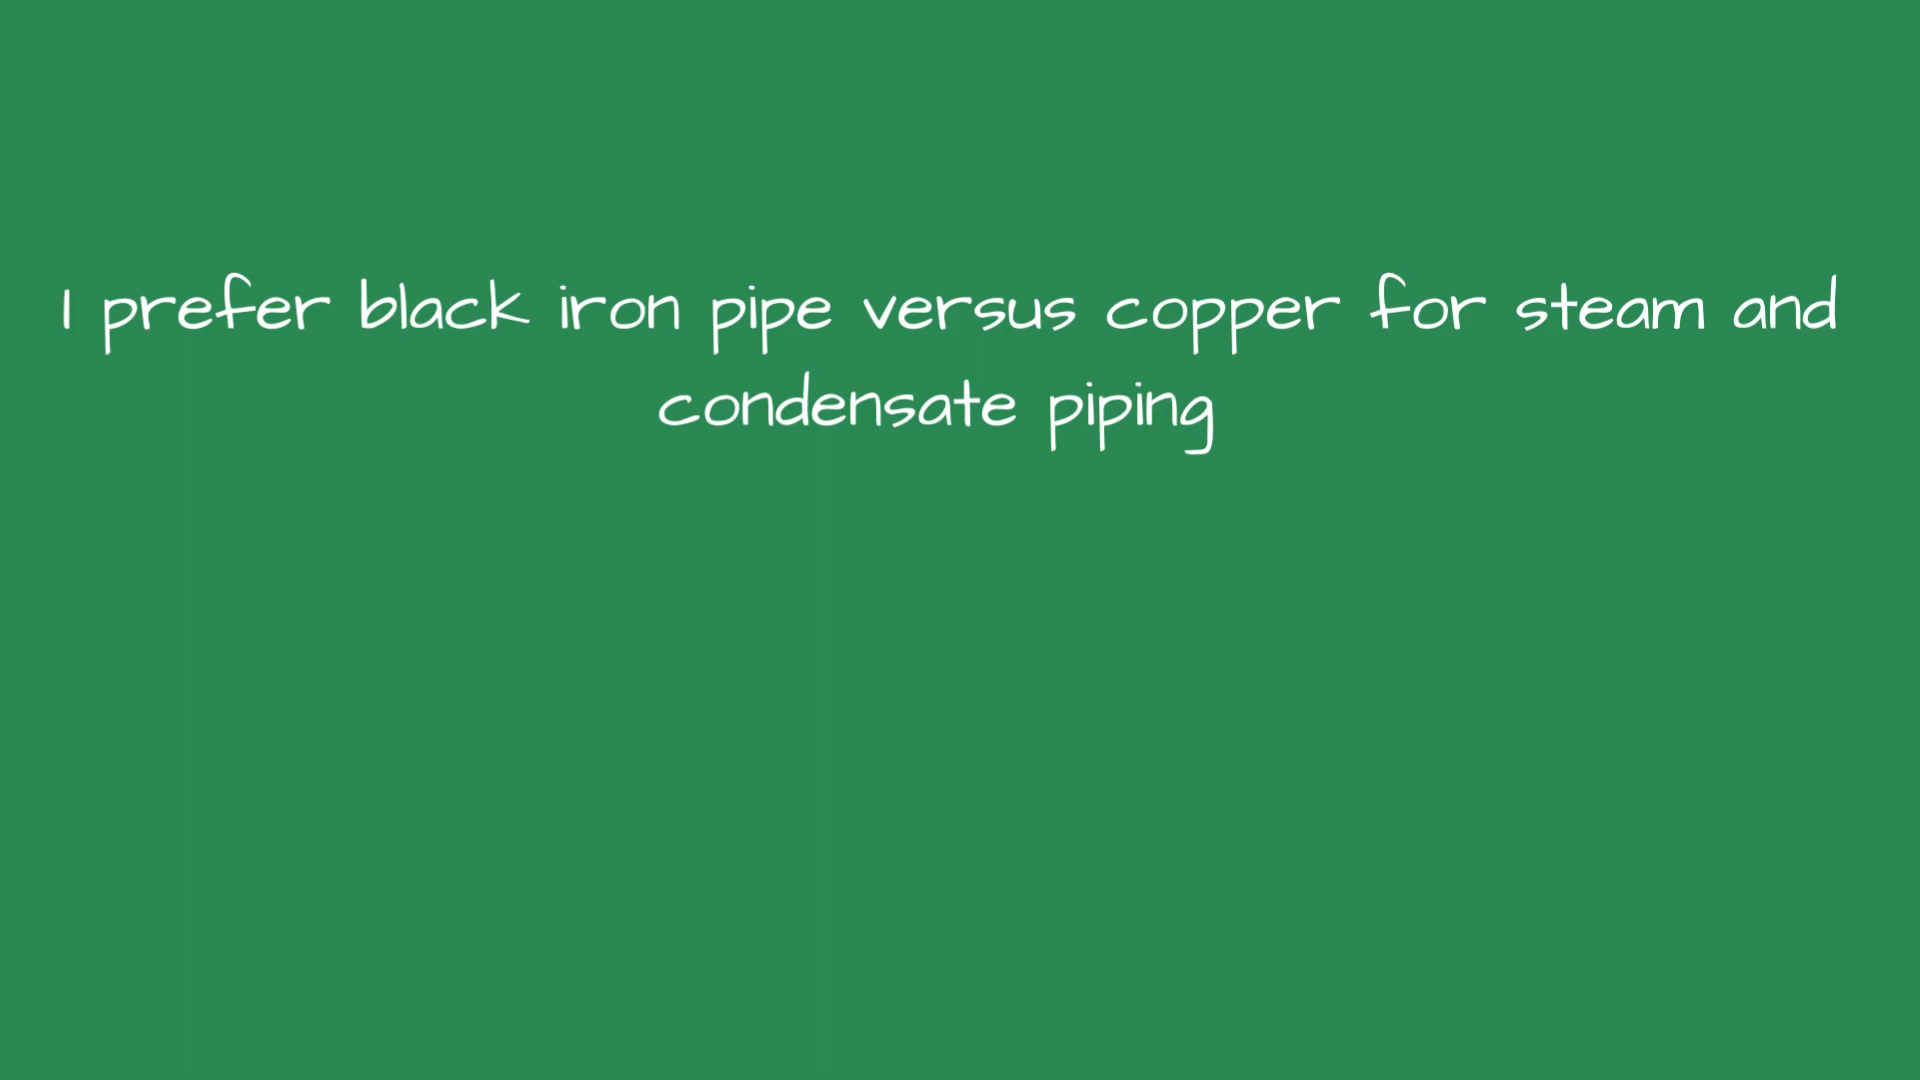 I prefer black iron pipe versus copper for steam and
condensate piping